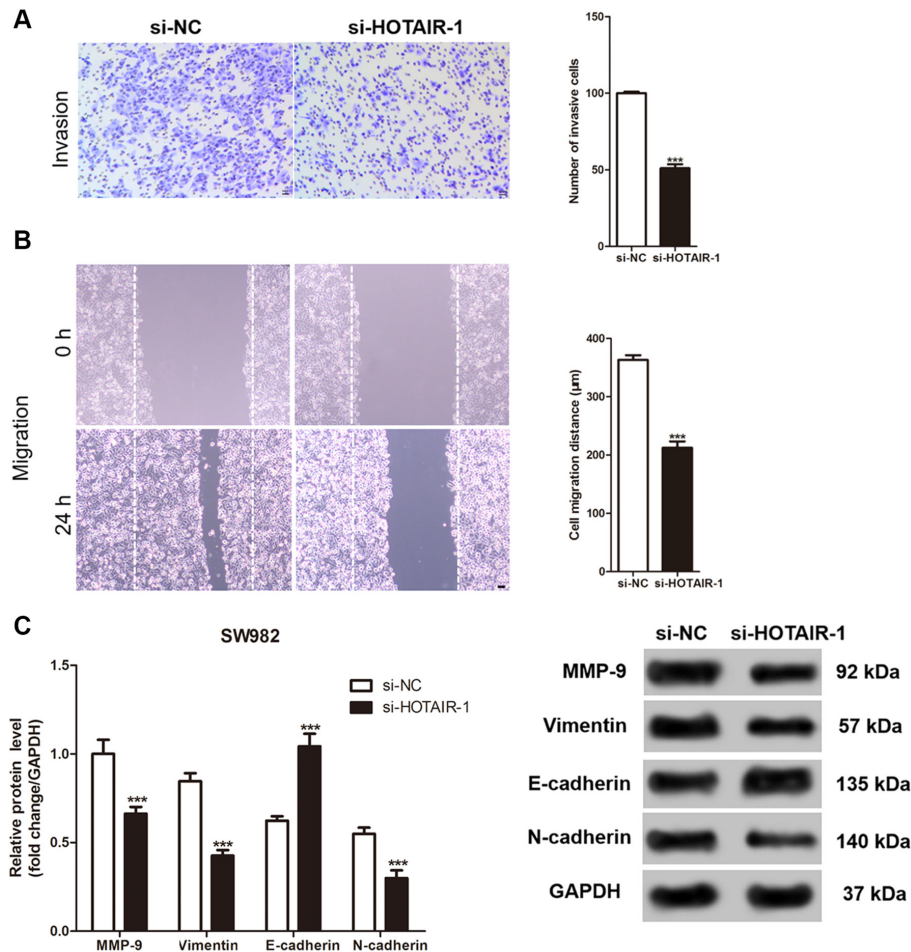 A
si-NC
si-HOTAIR-1
Invasion
Number of invasive cells
150
100
50
0
***
si-NC
si-HOTAIR-1
B
Migration
0 h
24 h
Cell migration distance (µm)
400
300
200
100
0
***
si-NC
si-HOTAIR-1
C
SW982
Relative protein level
(fold change/GAPDH)
1.5
1.0
0.5
0.0
si-NC
si-HOTAIR-1
***
***
***
***
MMP-9
Vimentin
E-cadherin
N-cadherin
si-NC
si-HOTAIR-1
MMP-9
92 kDa
Vimentin
57 kDa
E-cadherin
135 kDa
N-cadherin
140 kDa
GAPDH
37 kDa